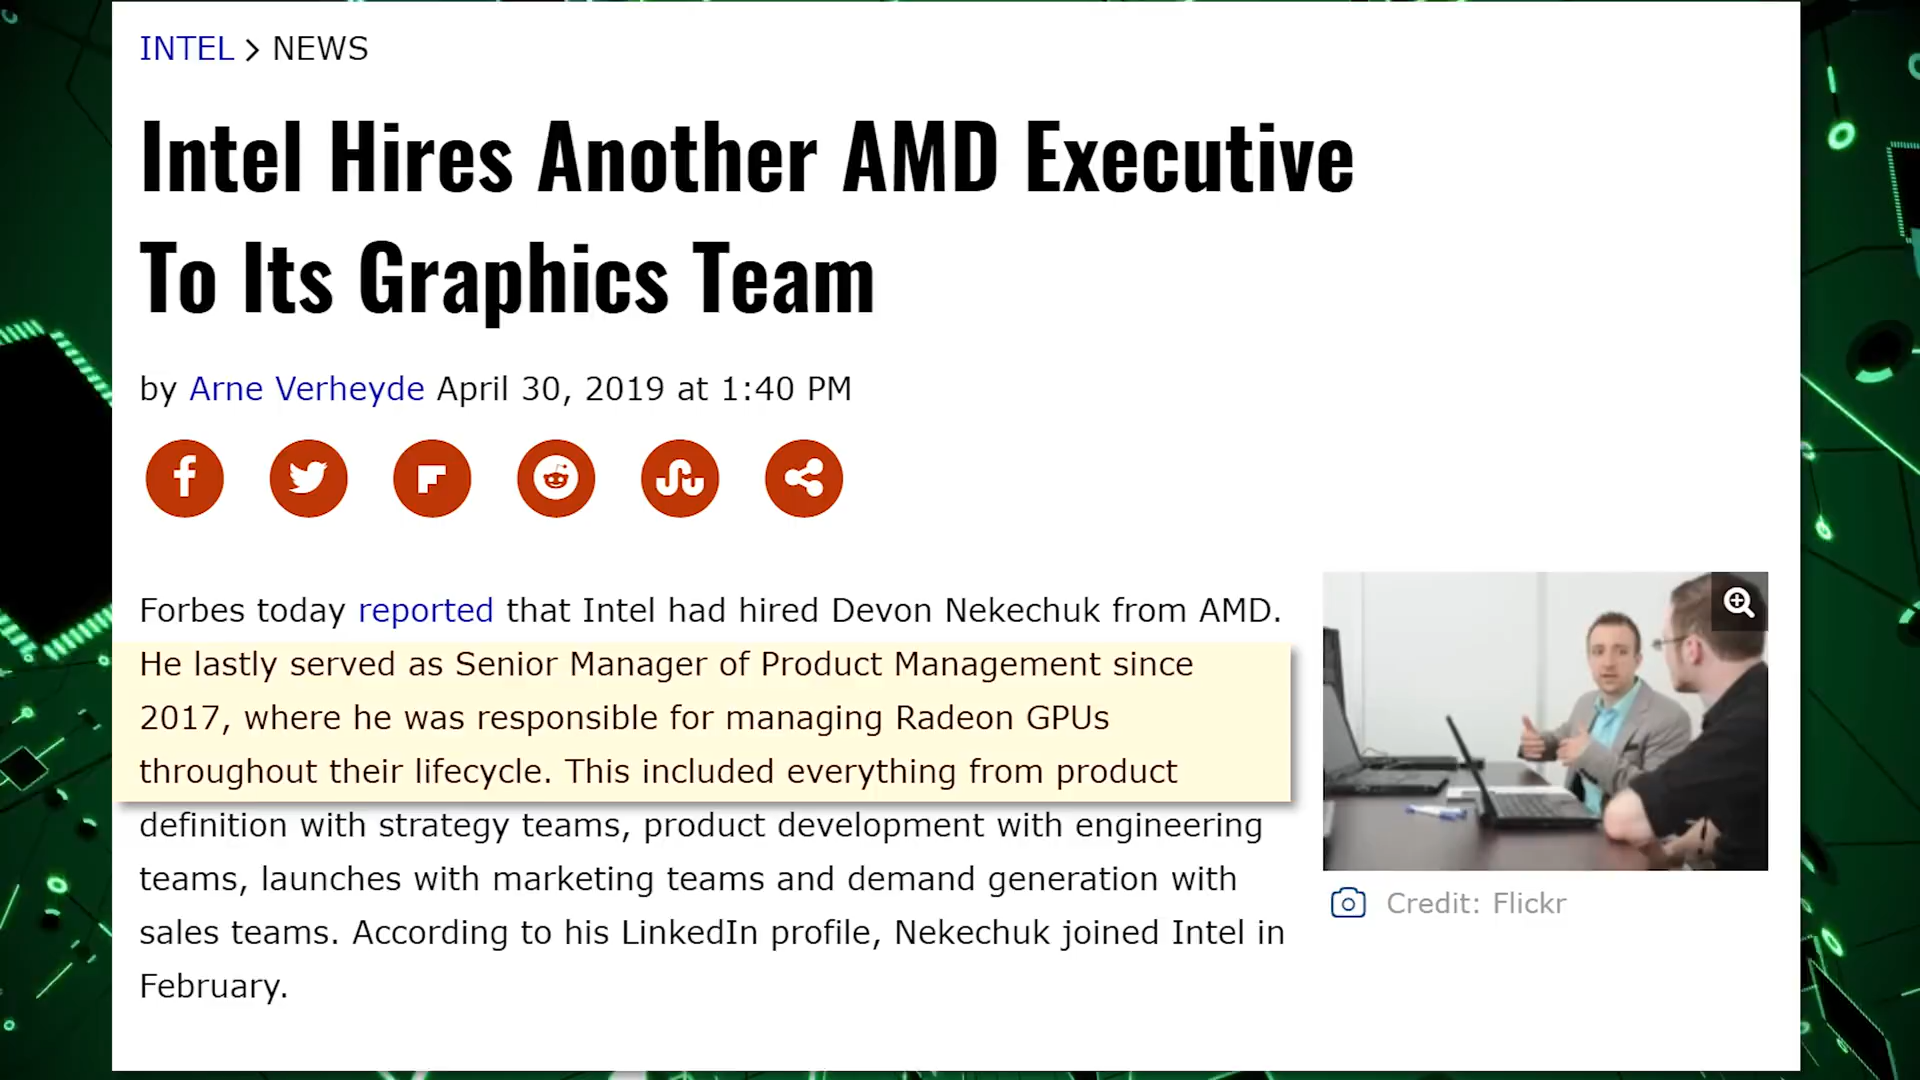 INTEL > NEWS
Intel Hires Another AMD Executive
To Its Graphics Team
by Arne Verheyde April 30, 2019 at 1:40 PM
Forbes today reported that Intel had hired Devon Nekechuk from AMD.
He lastly served as Senior Manager of Product Management since
2017, where he was responsible for managing Radeon GPUs
throughout their lifecycle. This included everything from product
definition with strategy teams, product development with engineering
teams, launches with marketing teams and demand generation with
sales teams. According to his LinkedIn profile, Nekechuk joined Intel in
February.
Credit: Flickr